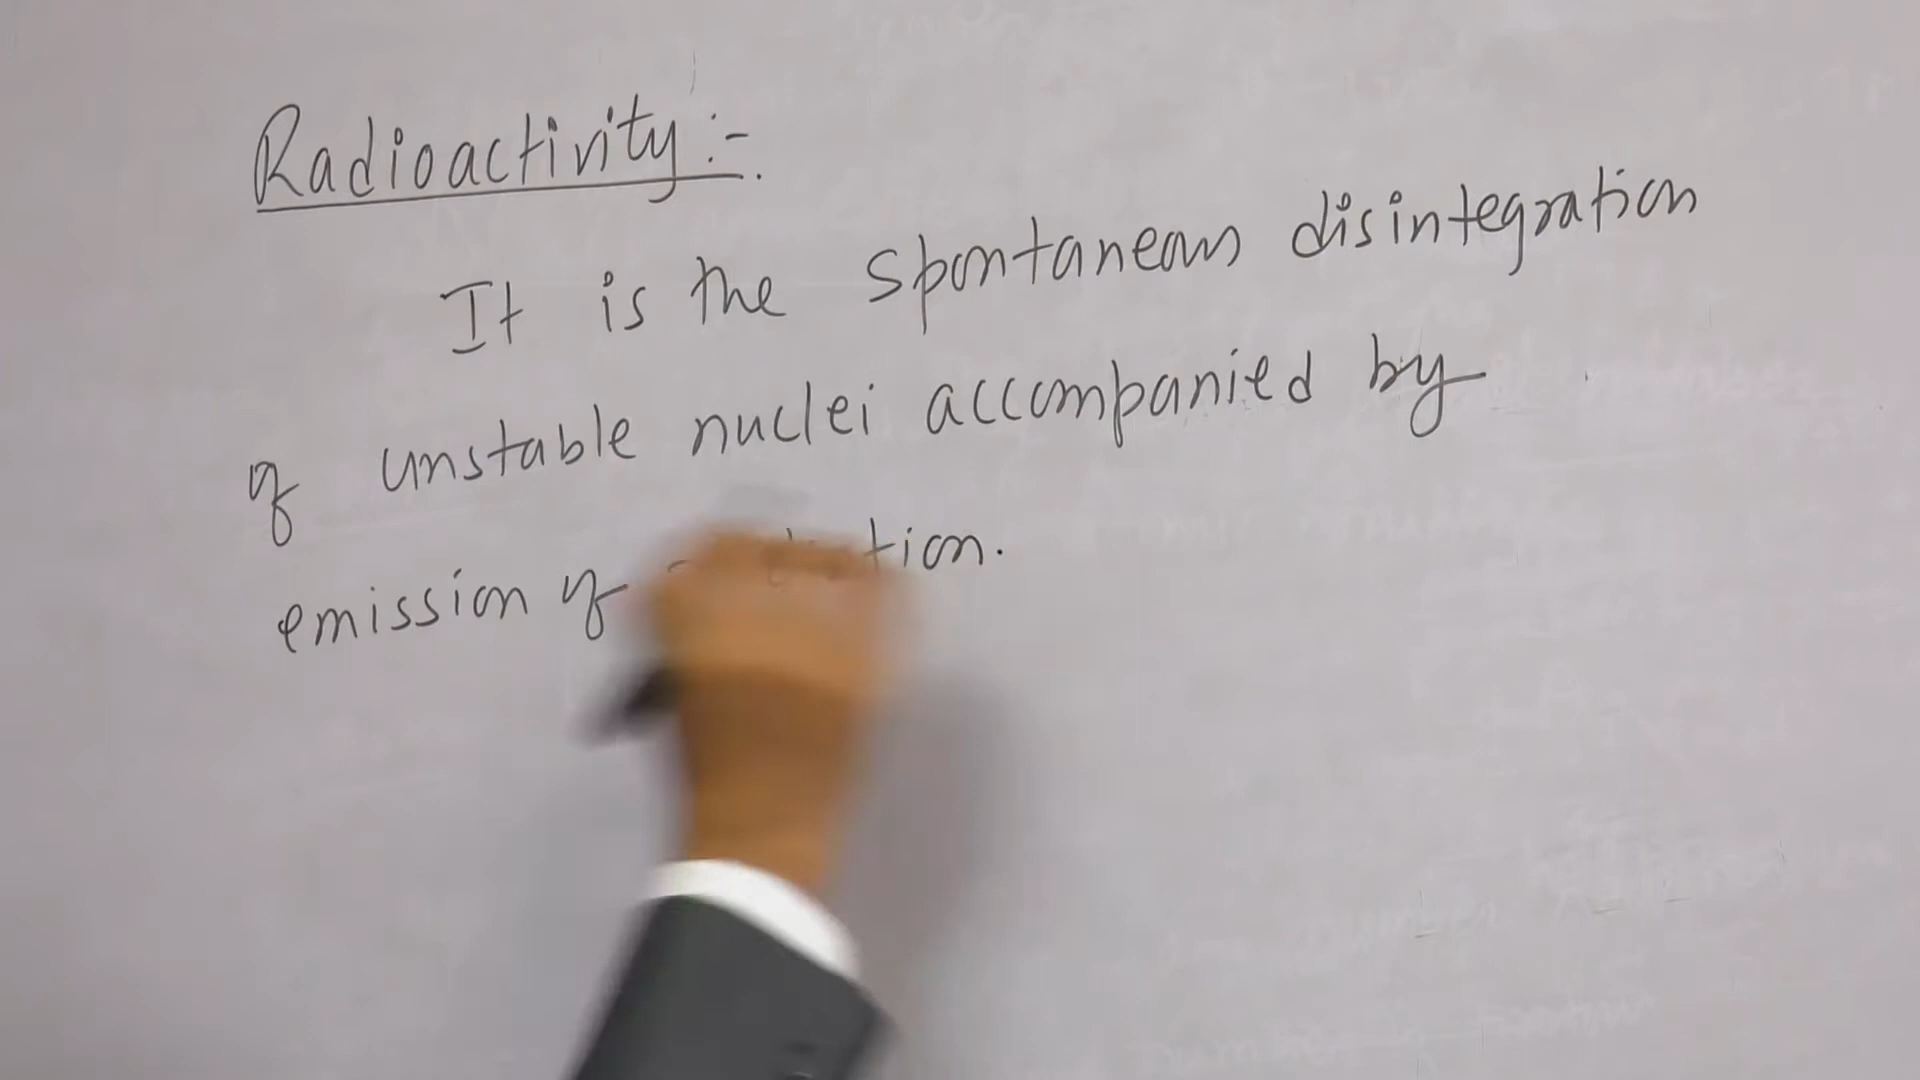 Radioactivity :-
It is the spontaneous disintegration
of unstable nuclei accompanied by
emission of